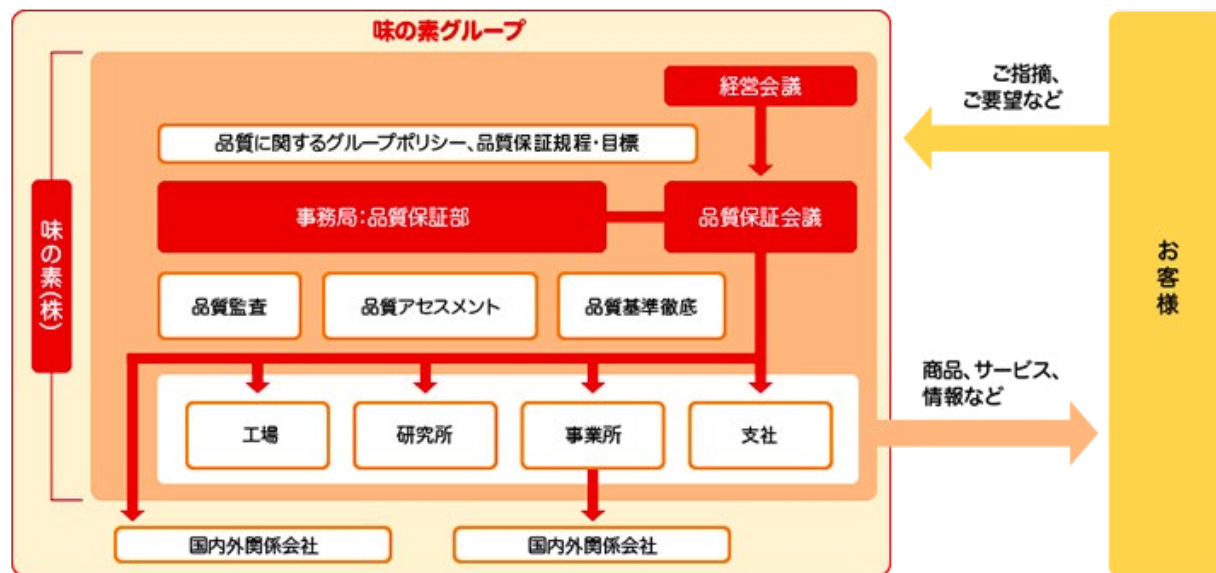 味の素グループ
経営会議
品質に関するグループポリシー、品質保証規程・目標
事務局:品質保証部
品質保証会議
味の素(株)
品質監査
品質アセスメント
品質基準徹底
工場
研究所
事業所
支社
国内外関係会社
国内外関係会社
ご指摘、
ご要望など
商品、サービス、
情報など
お客様